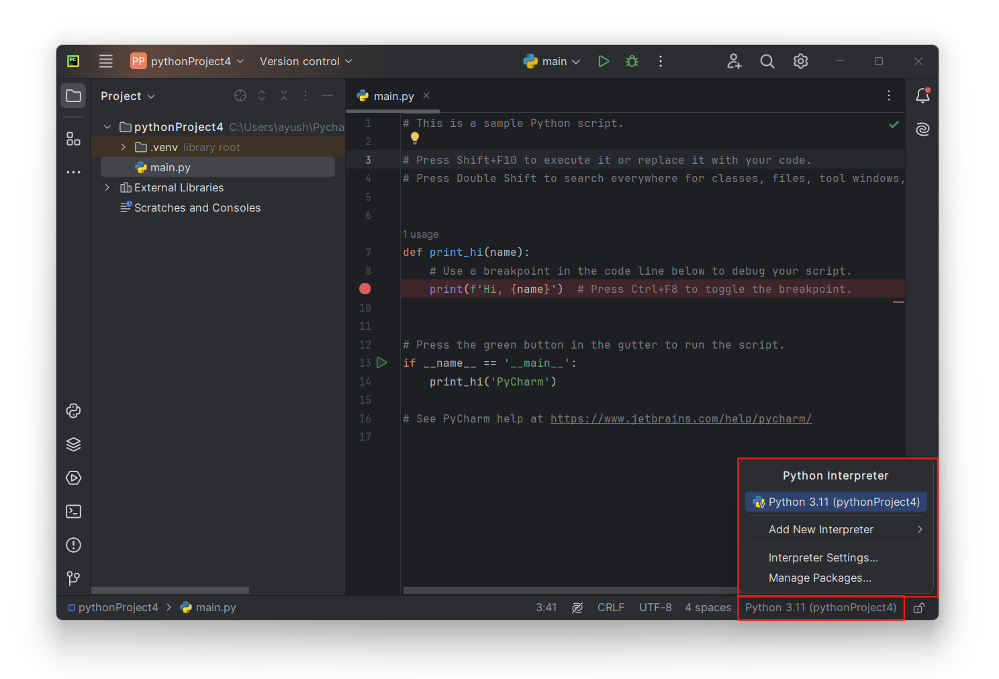 PC
PP pythonProject4 Version control main
Project
main.py
pythonProject4 C:\Users\ayush\Pycha
.venv library root
main.py
External Libraries
Scratches and Consoles
1 # This is a sample Python script.
2
3 # Press Shift+F10 to execute it or replace it with your code.
4 # Press Double Shift to search everywhere for classes, files, tool windows,
5
6
1 usage
7 def print_hi(name):
8 # Use a breakpoint in the code line below to debug your script.
print(f'Hi, {name}') # Press Ctrl+F8 to toggle the breakpoint.
10
11
12 # Press the green button in the gutter to run the script.
13 if __name__ == '__main__':
14 print_hi('PyCharm')
15
16 # See PyCharm help at https://www.jetbrains.com/help/pycharm/
17
Python Interpreter
Python 3.11 (pythonProject4)
Add New Interpreter
Interpreter Settings...
Manage Packages...
pythonProject4 > main.py 3:41 CRLF UTF-8 4 spaces Python 3.11 (pythonProject4)